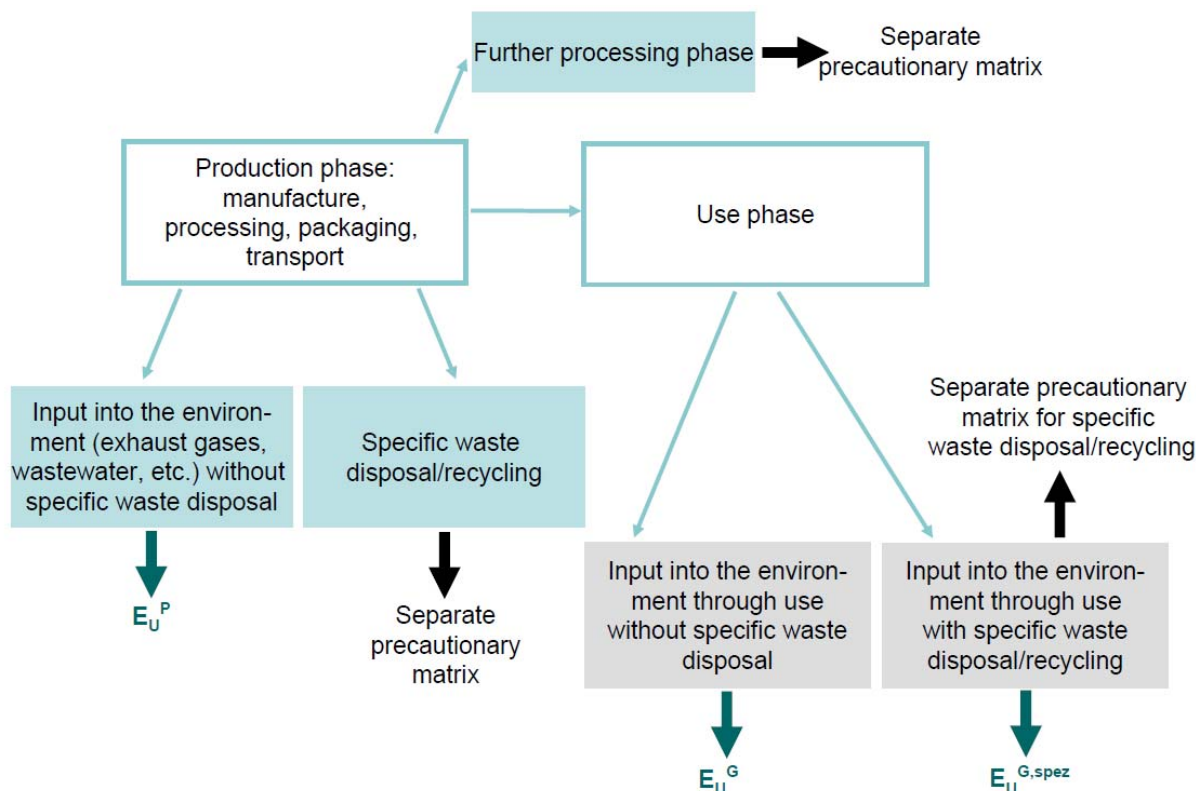 Further processing phase
Separate
precautionary matrix
Production phase:
manufacture,
processing, packaging,
transport
Use phase
Input into the environ-
ment (exhaust gases,
wastewater, etc.) without
specific waste disposal
Specific waste
disposal/recycling
Separate precautionary
matrix for specific
waste disposal/recycling
E_U^P
Separate
precautionary
matrix
Input into the environ-
ment through use
without specific waste
disposal
Input into the environ-
ment through use
with specific waste
disposal/recycling
E_U^G
E_U^G,spez